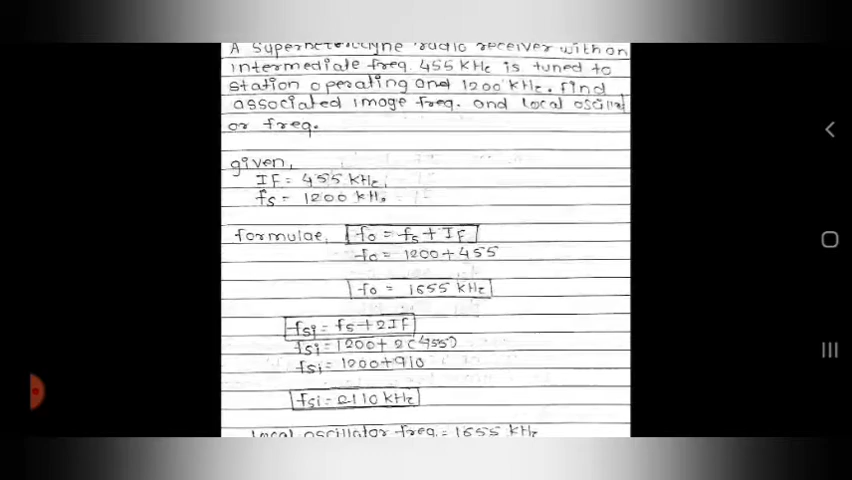 A superheterodyne radio receiver with an
intermediate freq. 455 KHz is tuned to
station operating and 1200 KHz. Find
associated image freq. and local oscillat
or freq.
given,
IF = 455 KHz,
fs = 1200 KHz
formulae, fo = fs + IF
fo = 1200 + 455
fo = 1655 KHz
fsi = fs + 2IF
fsi = 1200 + 2(455)
fsi = 1200 + 910
fsi = 2110 KHz
local oscillator freq. = 1655 KHz